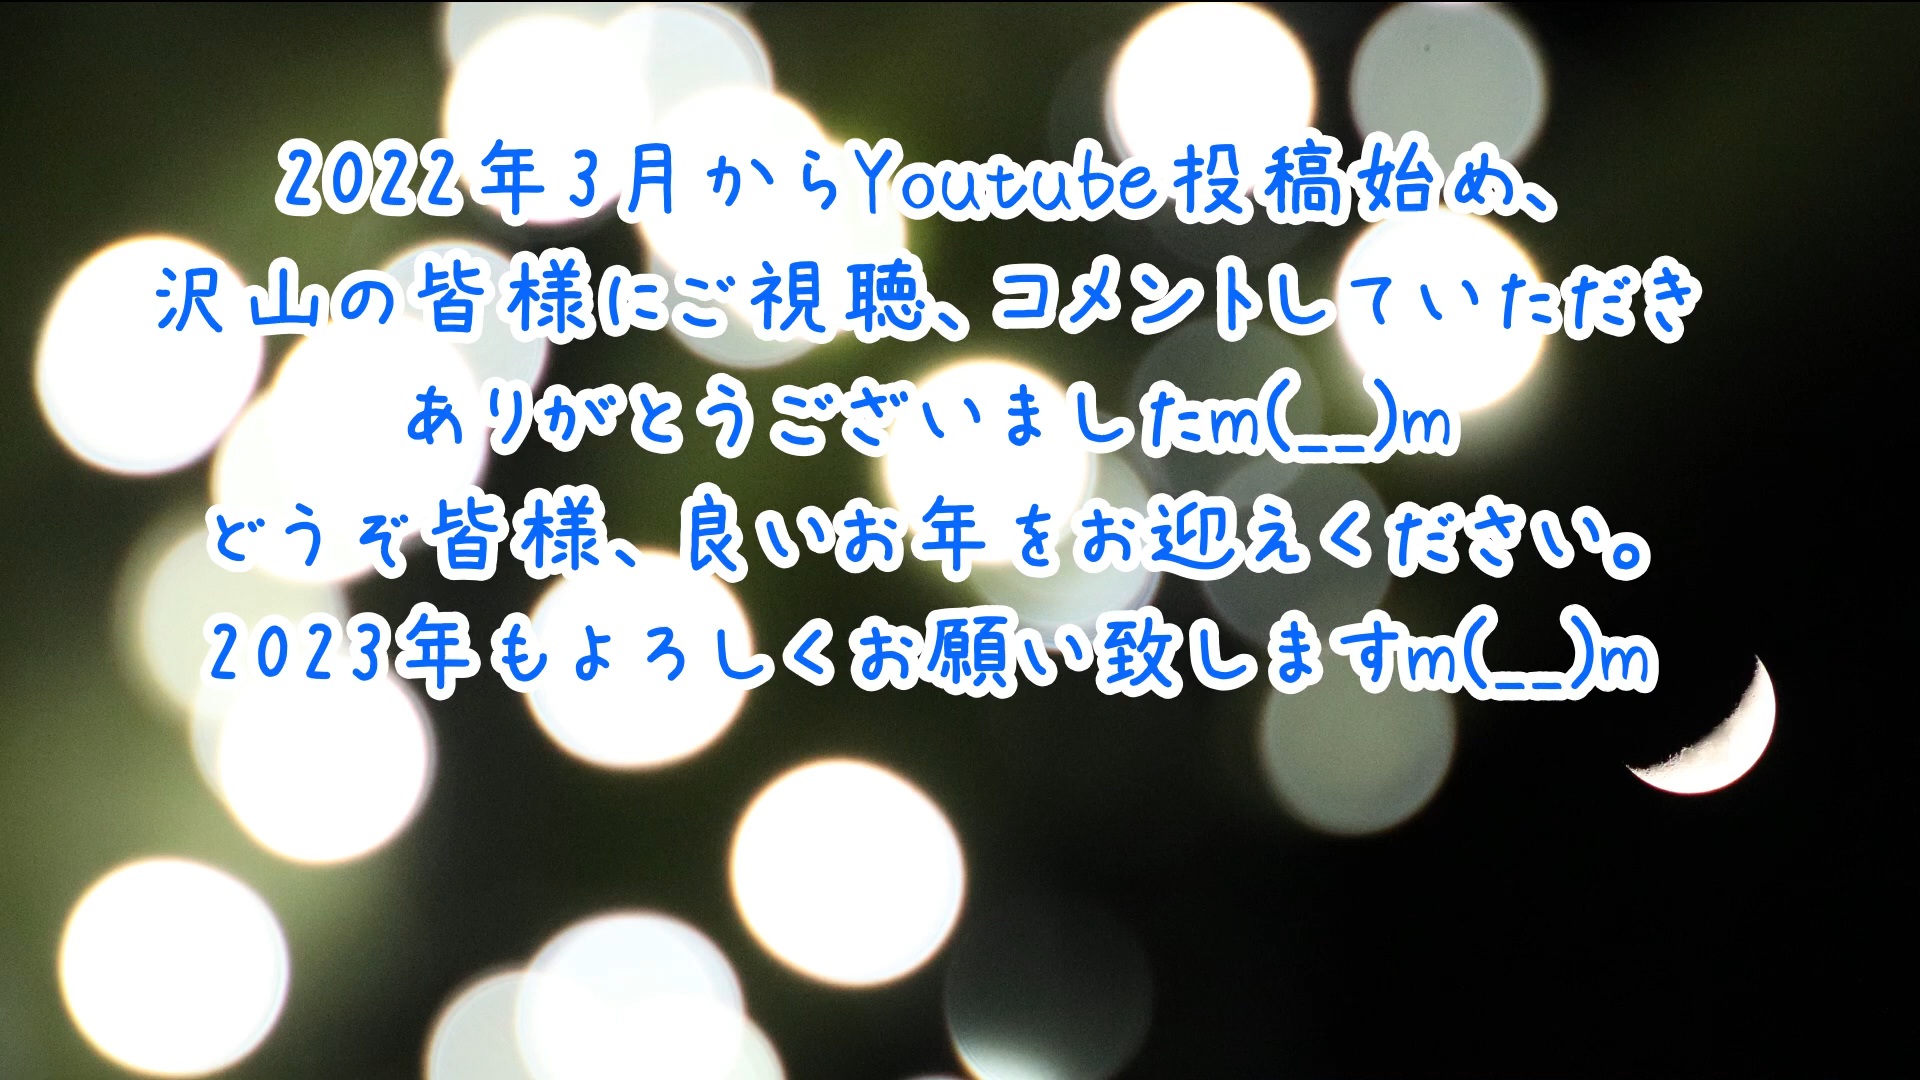 2022年3月からYoutube投稿始め、
沢山の皆様にご視聴、コメントしていただき
ありがとうございましたm(__)m
どうぞ皆様、良いお年をお迎えください。
2023年もよろしくお願い致しますm(__)m